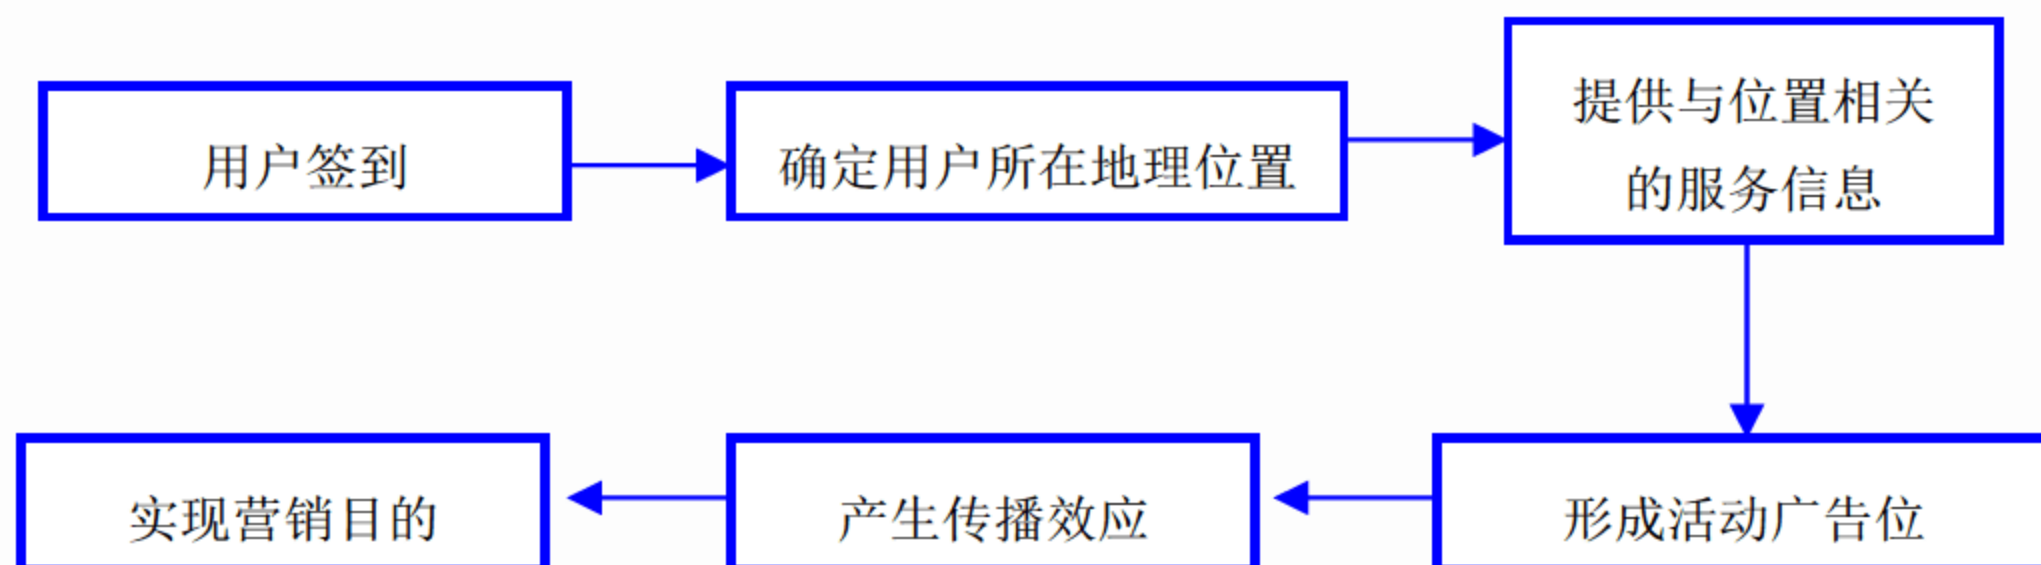 用户签到
确定用户所在地理位置
提供与位置相关
的服务信息
形成活动广告位
产生传播效应
实现营销目的